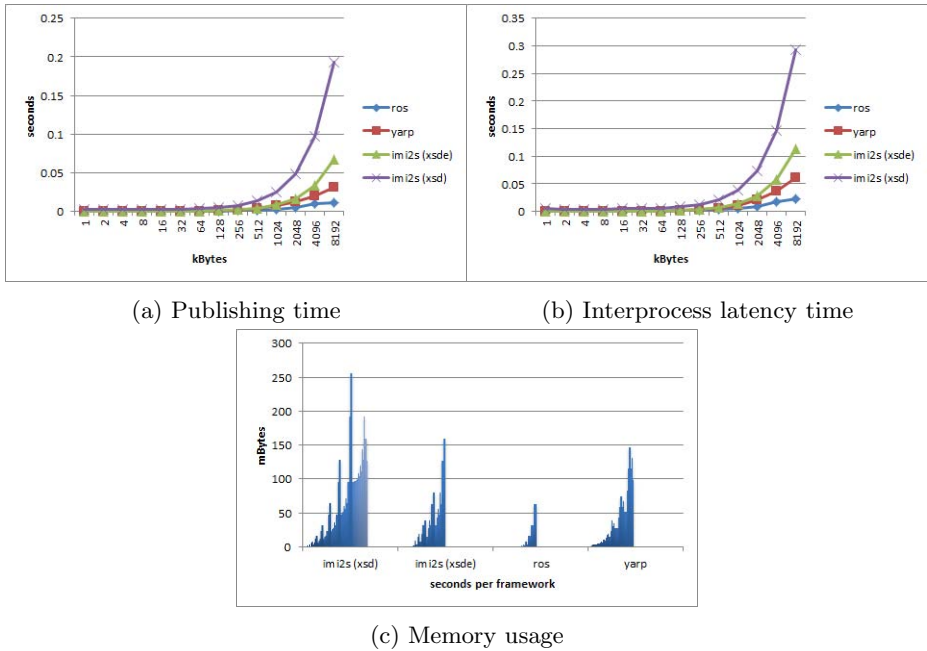 0.25
0.2
0.15
0.1
0.05
0
seconds
1 2 4 8 16 32 64 128 256 512 1024 2048 4096 8192
kBytes
ros
yarp
imi2s (xsde)
imi2s (xsd)
(a) Publishing time
0.35
0.3
0.25
0.2
0.15
0.1
0.05
0
seconds
1 2 4 8 16 32 64 128 256 512 1024 2048 4096 8192
kBytes
ros
yarp
imi2s (xsde)
imi2s (xsd)
(b) Interprocess latency time
300
250
200
150
100
50
0
mBytes
imi2s (xsd) imi2s (xsde) ros yarp
seconds per framework
(c) Memory usage